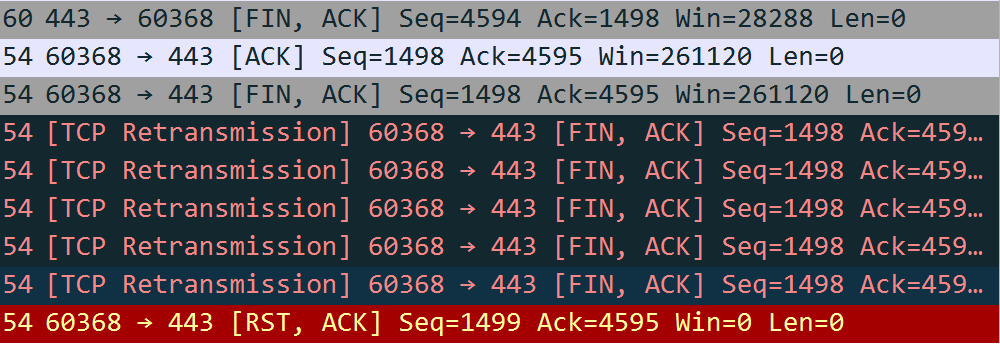 60 443 → 60368 [FIN, ACK] Seq=4594 Ack=1498 Win=28288 Len=0
54 60368 → 443 [ACK] Seq=1498 Ack=4595 Win=261120 Len=0
54 60368 → 443 [FIN, ACK] Seq=1498 Ack=4595 Win=261120 Len=0
54 [TCP Retransmission] 60368 → 443 [FIN, ACK] Seq=1498 Ack=459…
54 [TCP Retransmission] 60368 → 443 [FIN, ACK] Seq=1498 Ack=459…
54 [TCP Retransmission] 60368 → 443 [FIN, ACK] Seq=1498 Ack=459…
54 [TCP Retransmission] 60368 → 443 [FIN, ACK] Seq=1498 Ack=459…
54 [TCP Retransmission] 60368 → 443 [FIN, ACK] Seq=1498 Ack=459…
54 60368 → 443 [RST, ACK] Seq=1499 Ack=4595 Win=0 Len=0